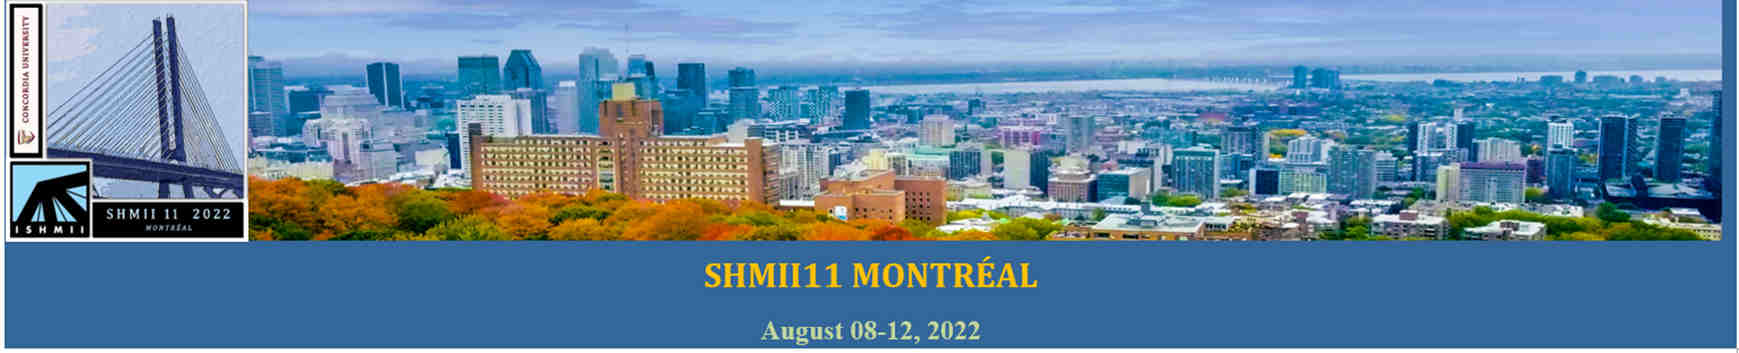 CONCORDIA UNIVERSITY
SHMII 11 2022
MONTRÉAL
ISHMII
SHMII11 MONTRÉAL
August 08-12, 2022